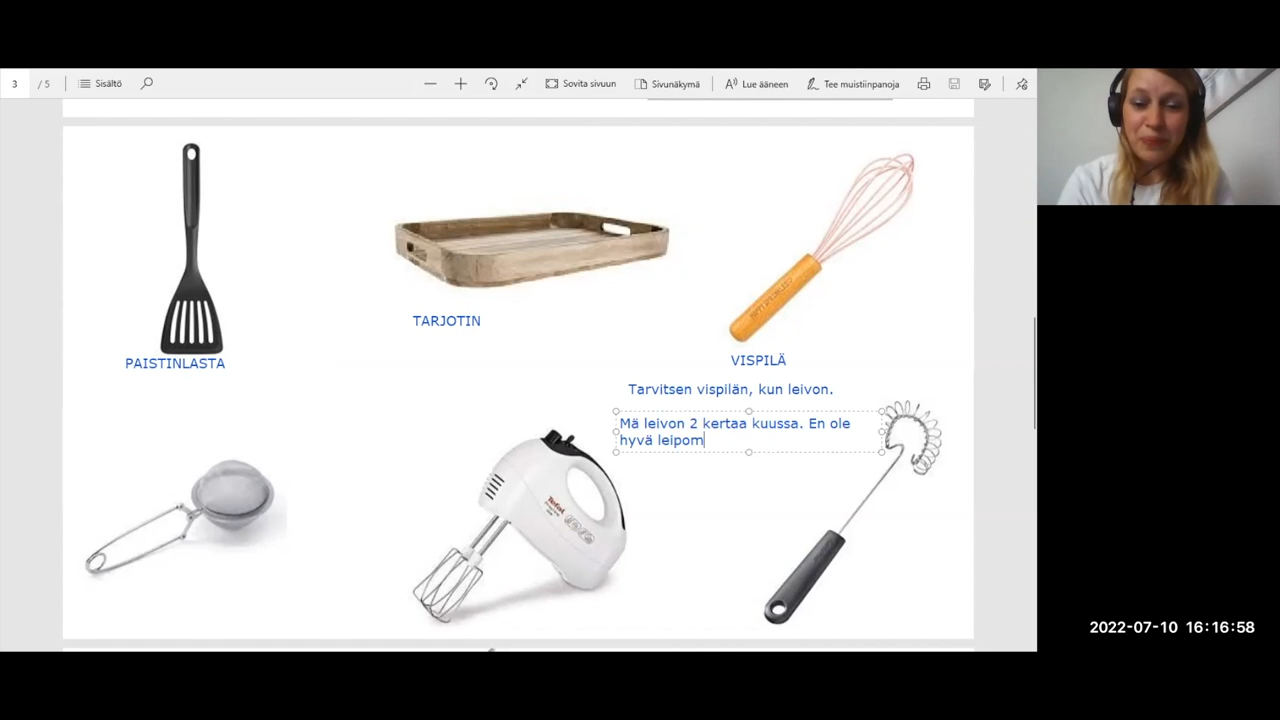 3 / 5 Sisältö Sovita sivuun Sivunäkymä Lue ääneen Tee muistiinpanoja
TARJOTIN
PAISTINLASTA
VISPILÄ
Tarvitsen vispilän, kun leivon.
Mä leivon 2 kertaa kuussa. En ole
hyvä leipom
Tefal
2022-07-10 16:16:58